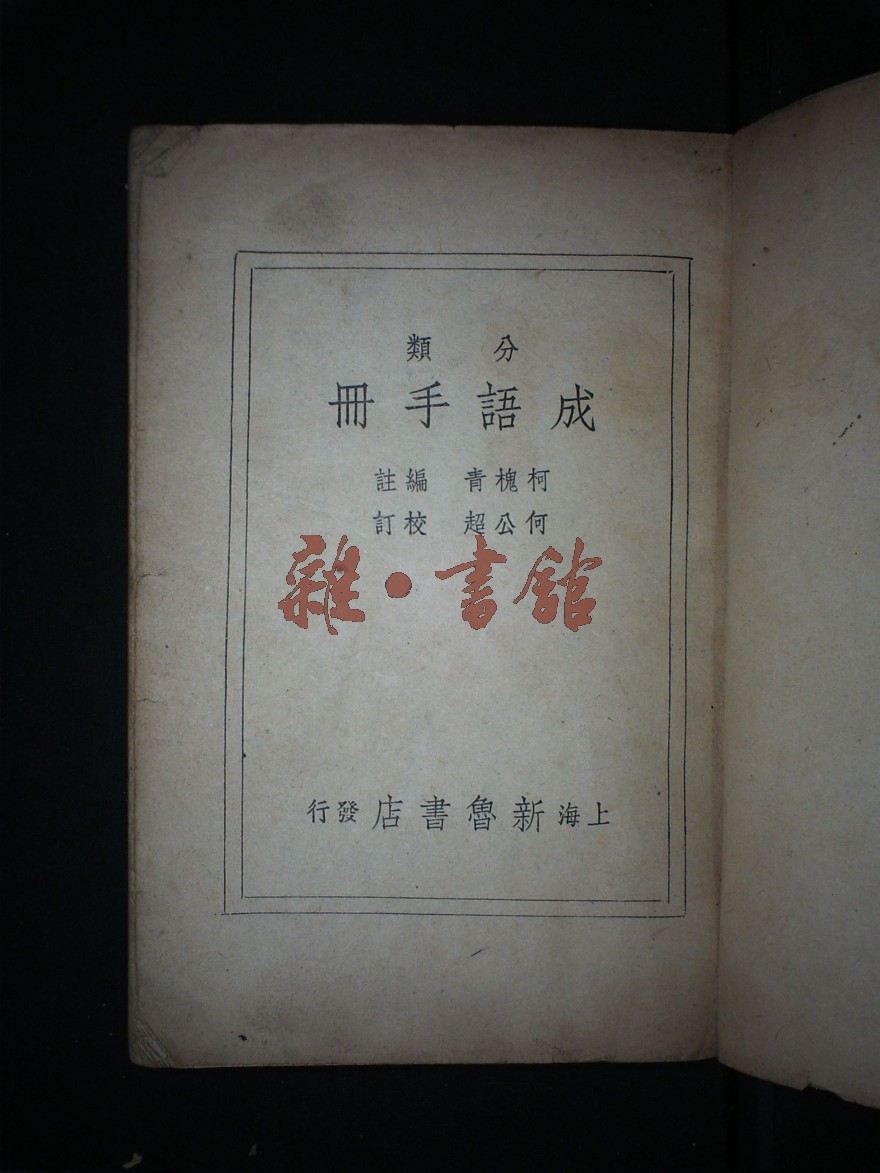 分類
成語手冊
柯槐青 編註
何公超 校訂
雜·書館
上海新魯書店發行